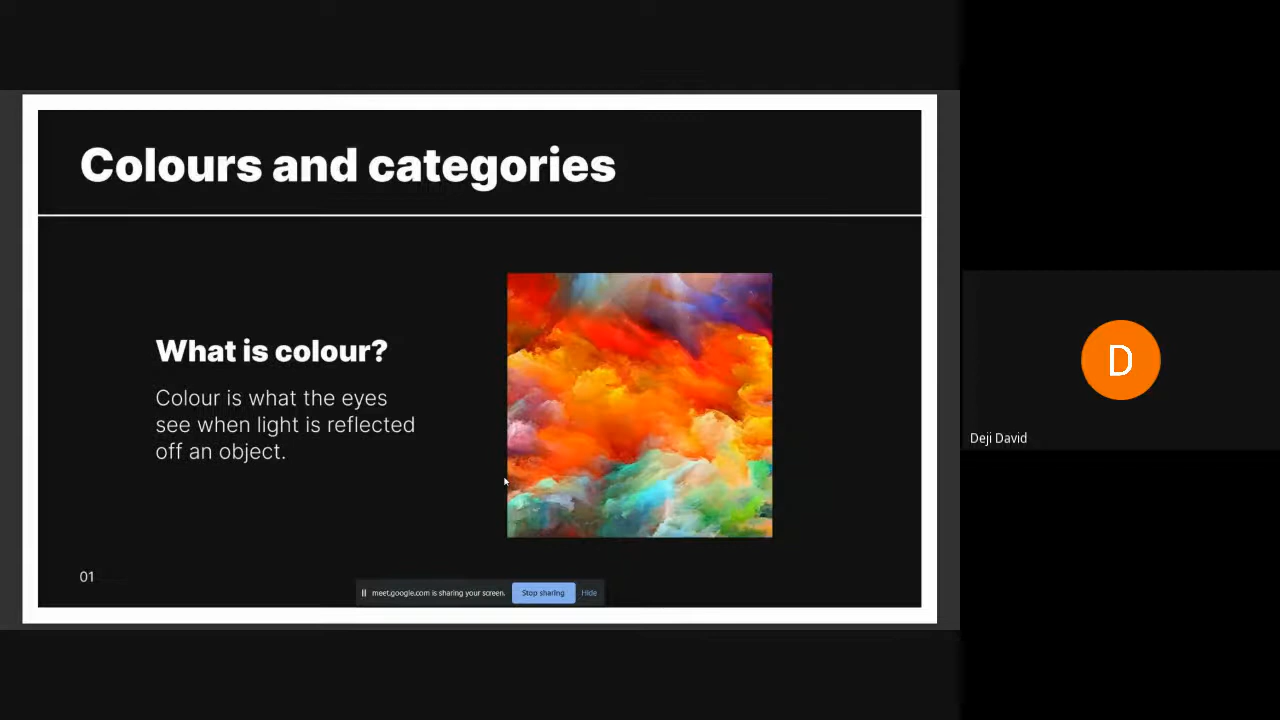 Colours and categories
What is colour?
Colour is what the eyes
see when light is reflected
off an object.
01
meet.google.com is sharing your screen. Stop sharing Hide
D
Deji David